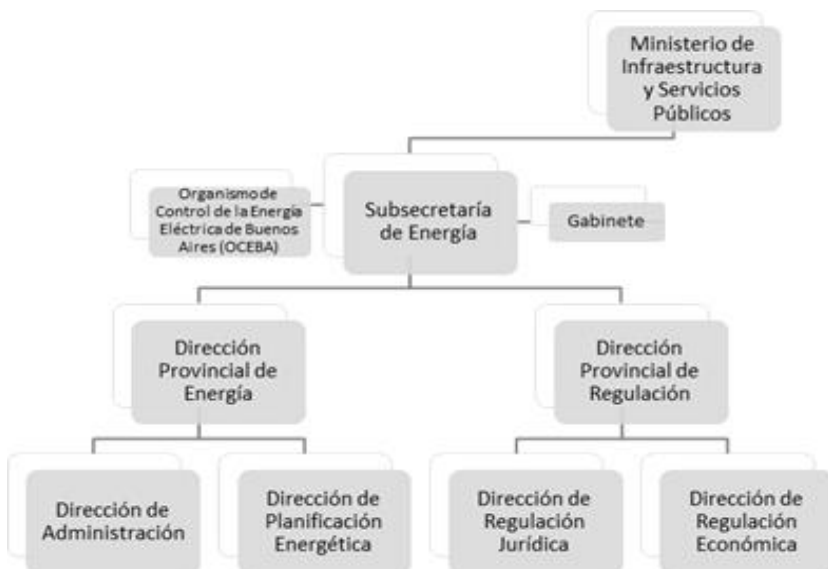 Ministerio de
Infraestructura
y Servicios
Públicos
Organismo de
Control de la Energía
Eléctrica de Buenos
Aires (OCEBA)
Subsecretaría
de Energía
Gabinete
Dirección
Provincial de
Energía
Dirección
Provincial de
Regulación
Dirección de
Administración
Dirección de
Planificación
Energética
Dirección de
Regulación
Jurídica
Dirección de
Regulación
Económica